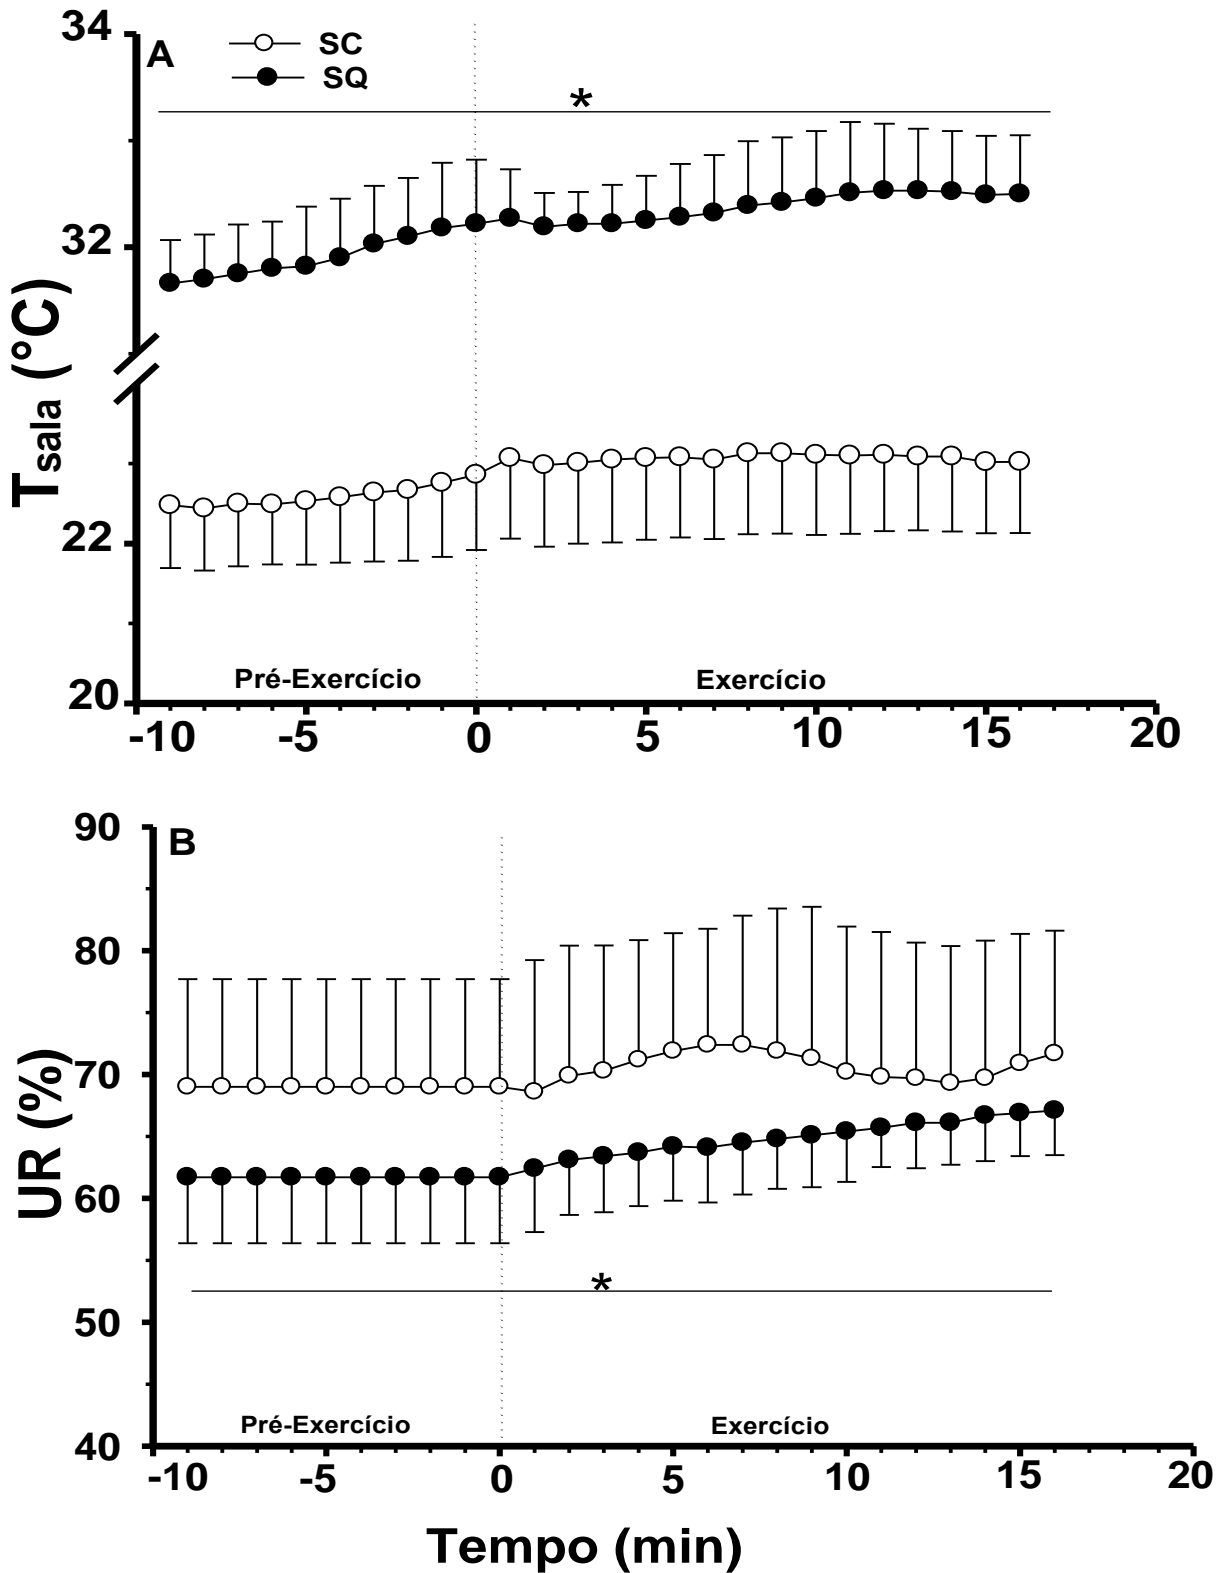 34
A
SC
SQ
*
32
Tsala (°C)
22
Pré-Exercício
Exercício
20
-10 -5 0 5 10 15 20
90
B
80
70
UR (%)
60
*
50
Pré-Exercício
Exercício
40
-10 -5 0 5 10 15 20
Tempo (min)